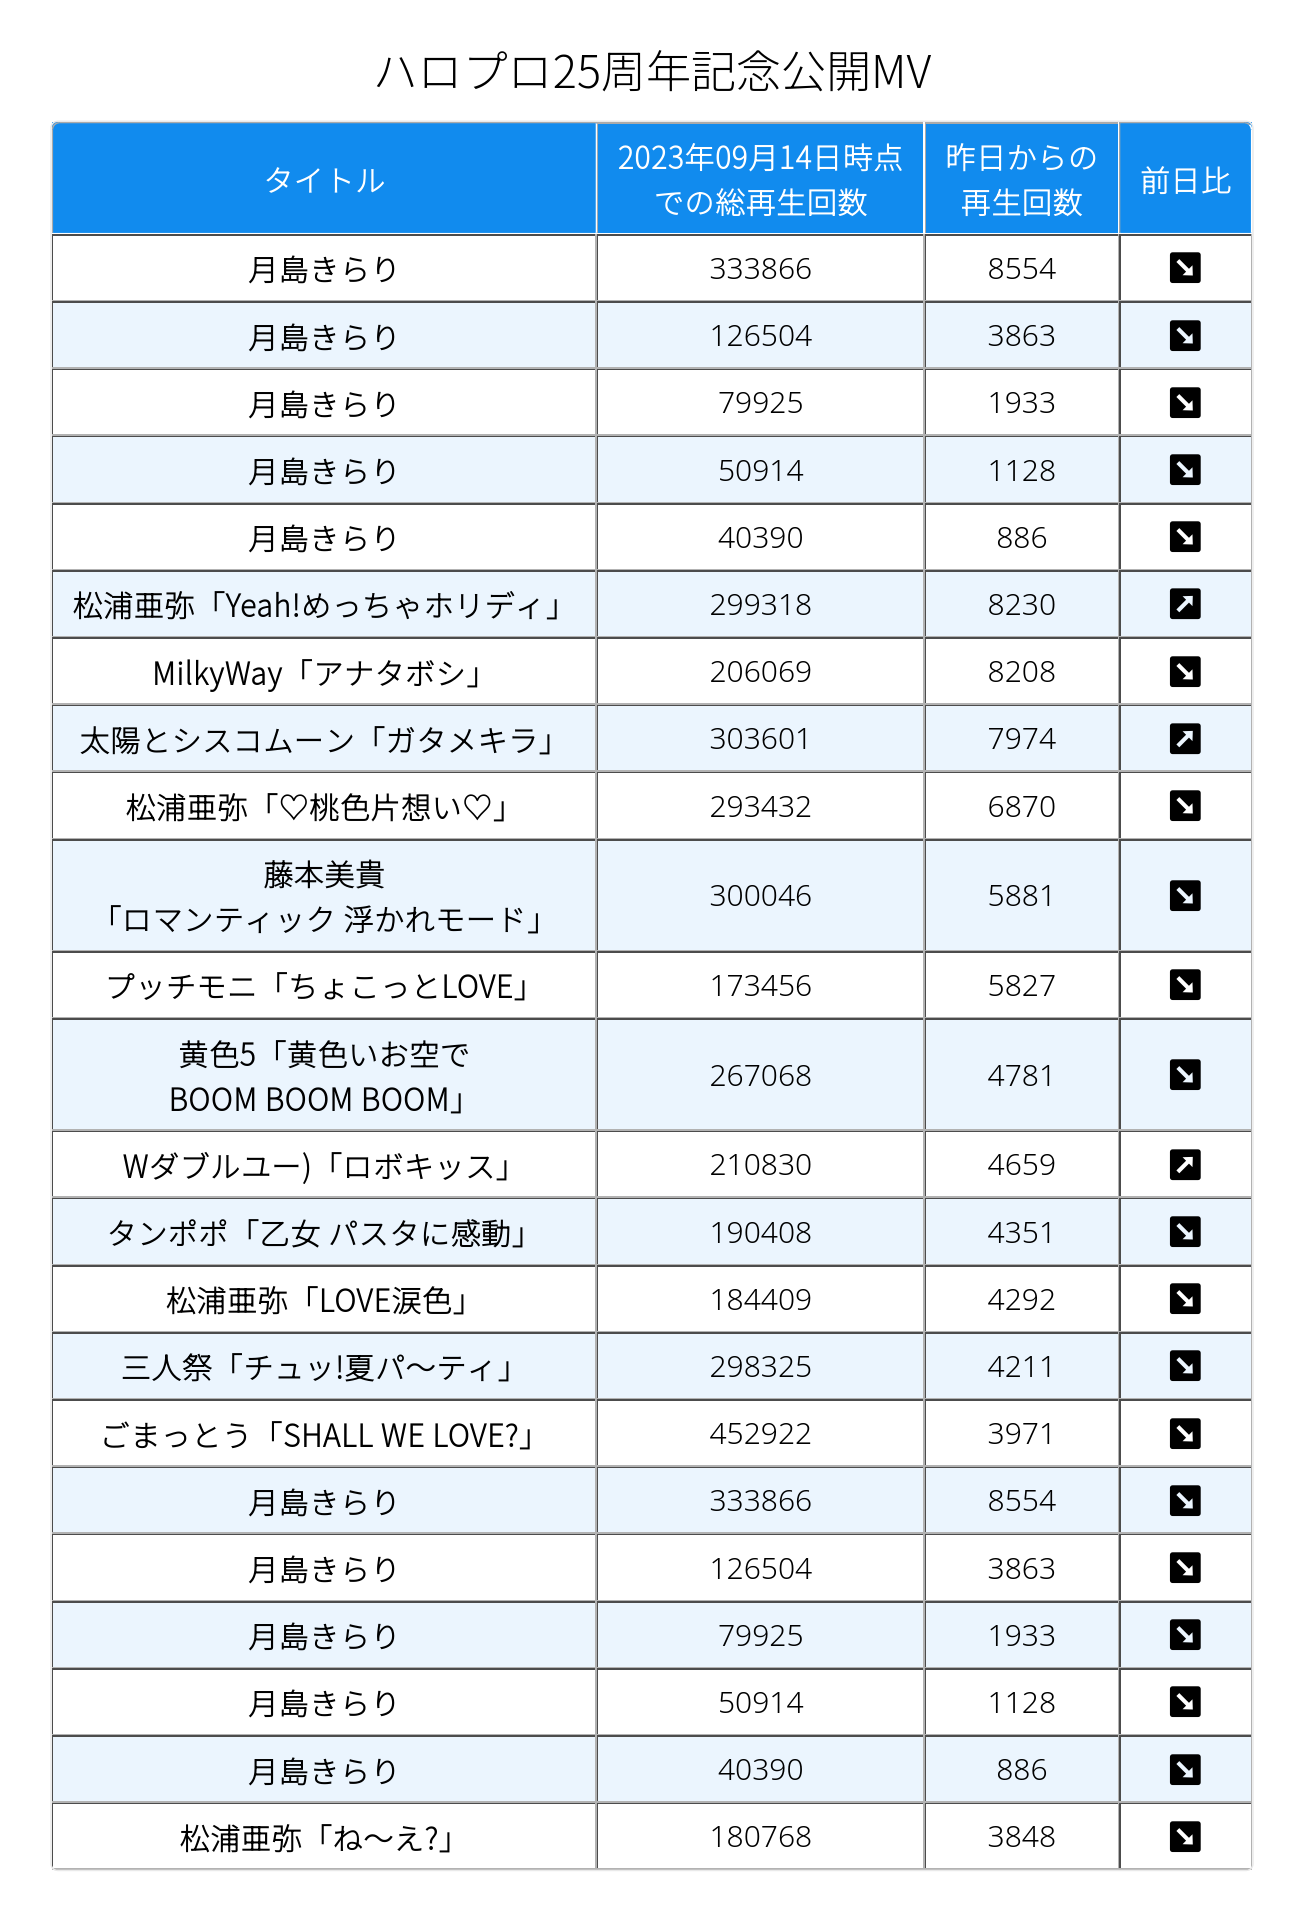 ハロプロ25周年記念公開MV
タイトル 2023年09月14日時点での総再生回数 昨日からの再生回数 前日比
月島きらり 333866 8554 ↘
月島きらり 126504 3863 ↘
月島きらり 79925 1933 ↘
月島きらり 50914 1128 ↘
月島きらり 40390 886 ↘
松浦亜弥「Yeah!めっちゃホリディ」 299318 8230 ↗
MilkyWay「アナタボシ」 206069 8208 ↘
太陽とシスコムーン「ガタメキラ」 303601 7974 ↗
松浦亜弥「♡桃色片想い♡」 293432 6870 ↘
藤本美貴
「ロマンティック 浮かれモード」 300046 5881 ↘
プッチモニ「ちょこっとLOVE」 173456 5827 ↘
黄色5「黄色いお空で
BOOM BOOM BOOM」 267068 4781 ↘
Wダブルユー)「ロボキッス」 210830 4659 ↗
タンポポ「乙女 パスタに感動」 190408 4351 ↘
松浦亜弥「LOVE涙色」 184409 4292 ↘
三人祭「チュッ!夏パ〜ティ」 298325 4211 ↘
ごまっとう「SHALL WE LOVE?」 452922 3971 ↘
月島きらり 333866 8554 ↘
月島きらり 126504 3863 ↘
月島きらり 79925 1933 ↘
月島きらり 50914 1128 ↘
月島きらり 40390 886 ↘
松浦亜弥「ね〜え?」 180768 3848 ↘